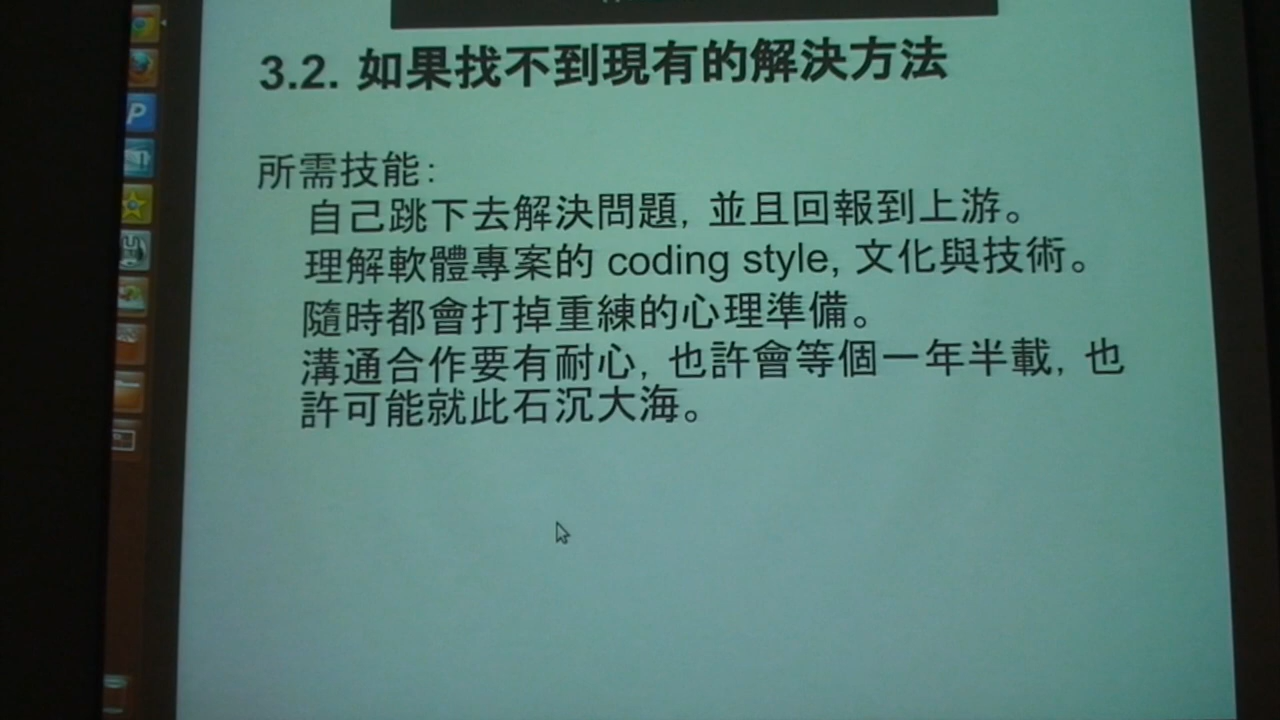 3.2. 如果找不到現有的解決方法
所需技能:
自己跳下去解決問題, 並且回報到上游。
理解軟體專案的 coding style, 文化與技術。
隨時都會打掉重練的心理準備。
溝通合作要有耐心, 也許會等個一年半載, 也
許可能就此石沉大海。